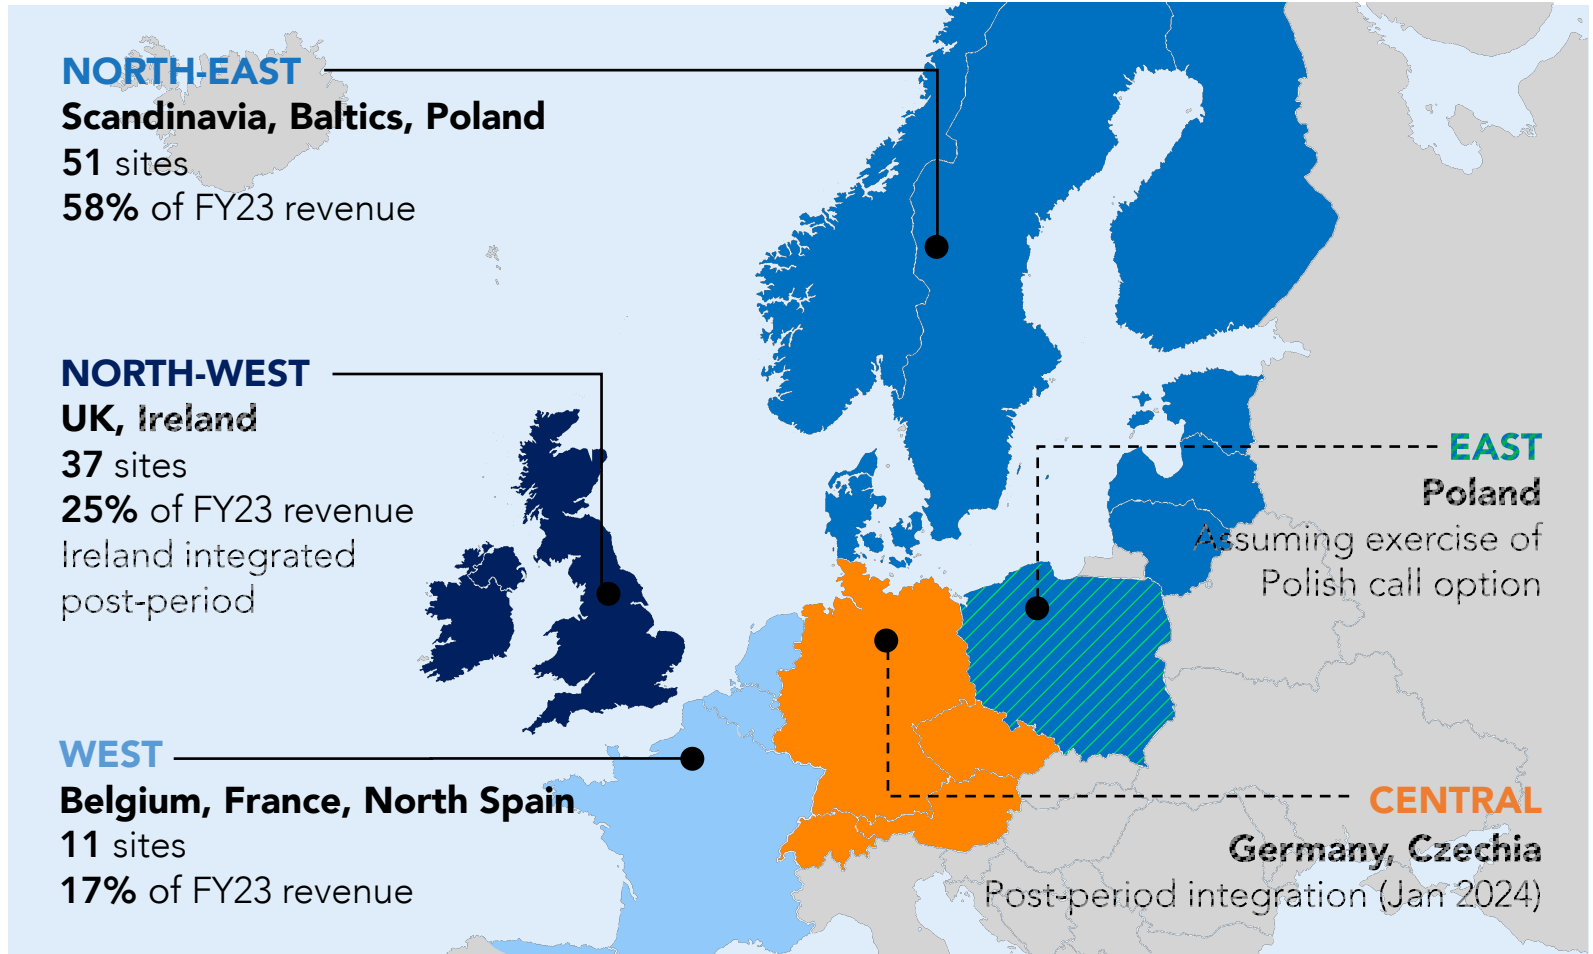 NORTH-EAST
Scandinavia, Baltics, Poland
51 sites
58% of FY23 revenue
NORTH-WEST
UK, Ireland
37 sites
25% of FY23 revenue
Ireland integrated
post-period
WEST
Belgium, France, North Spain
11 sites
17% of FY23 revenue
EAST
Poland
Assuming exercise of
Polish call option
CENTRAL
Germany, Czechia
Post-period integration (Jan 2024)